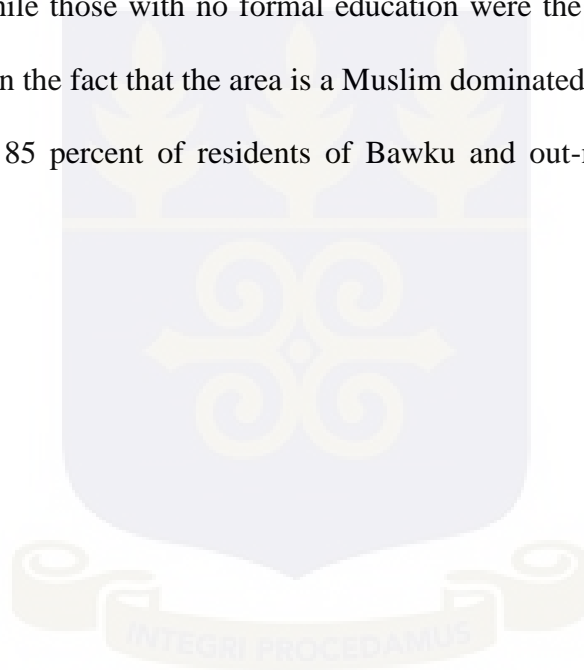 while those with no formal education were the
n the fact that the area is a Muslim dominated
85 percent of residents of Bawku and out-
INTEGRI PROCEDAMUS